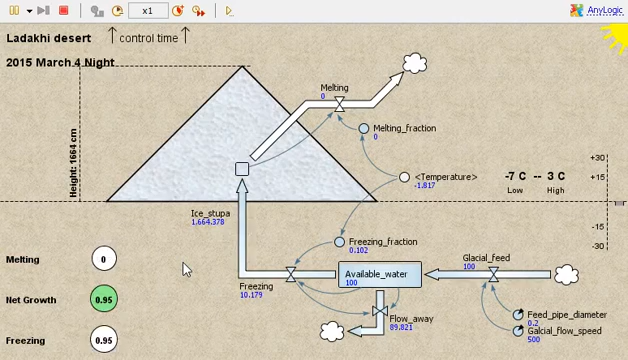 x1
AnyLogic
Ladakhi desert
control time
2015 March 4 Night
Height: 1664 cm
Melting
0
Melting_fraction
0
<Temperature>
-1.817
-7 C -- 3 C
Low High
+30
+15
-15
-30
Ice_stupa
1,664.378
Freezing_fraction
0.102
Melting
0
Glacial_feed
100
Available_water
100
Freezing
10.179
Net Growth
0.95
Flow_away
89.821
Feed_pipe_diameter
0.2
Galcial_flow_speed
500
Freezing
0.95